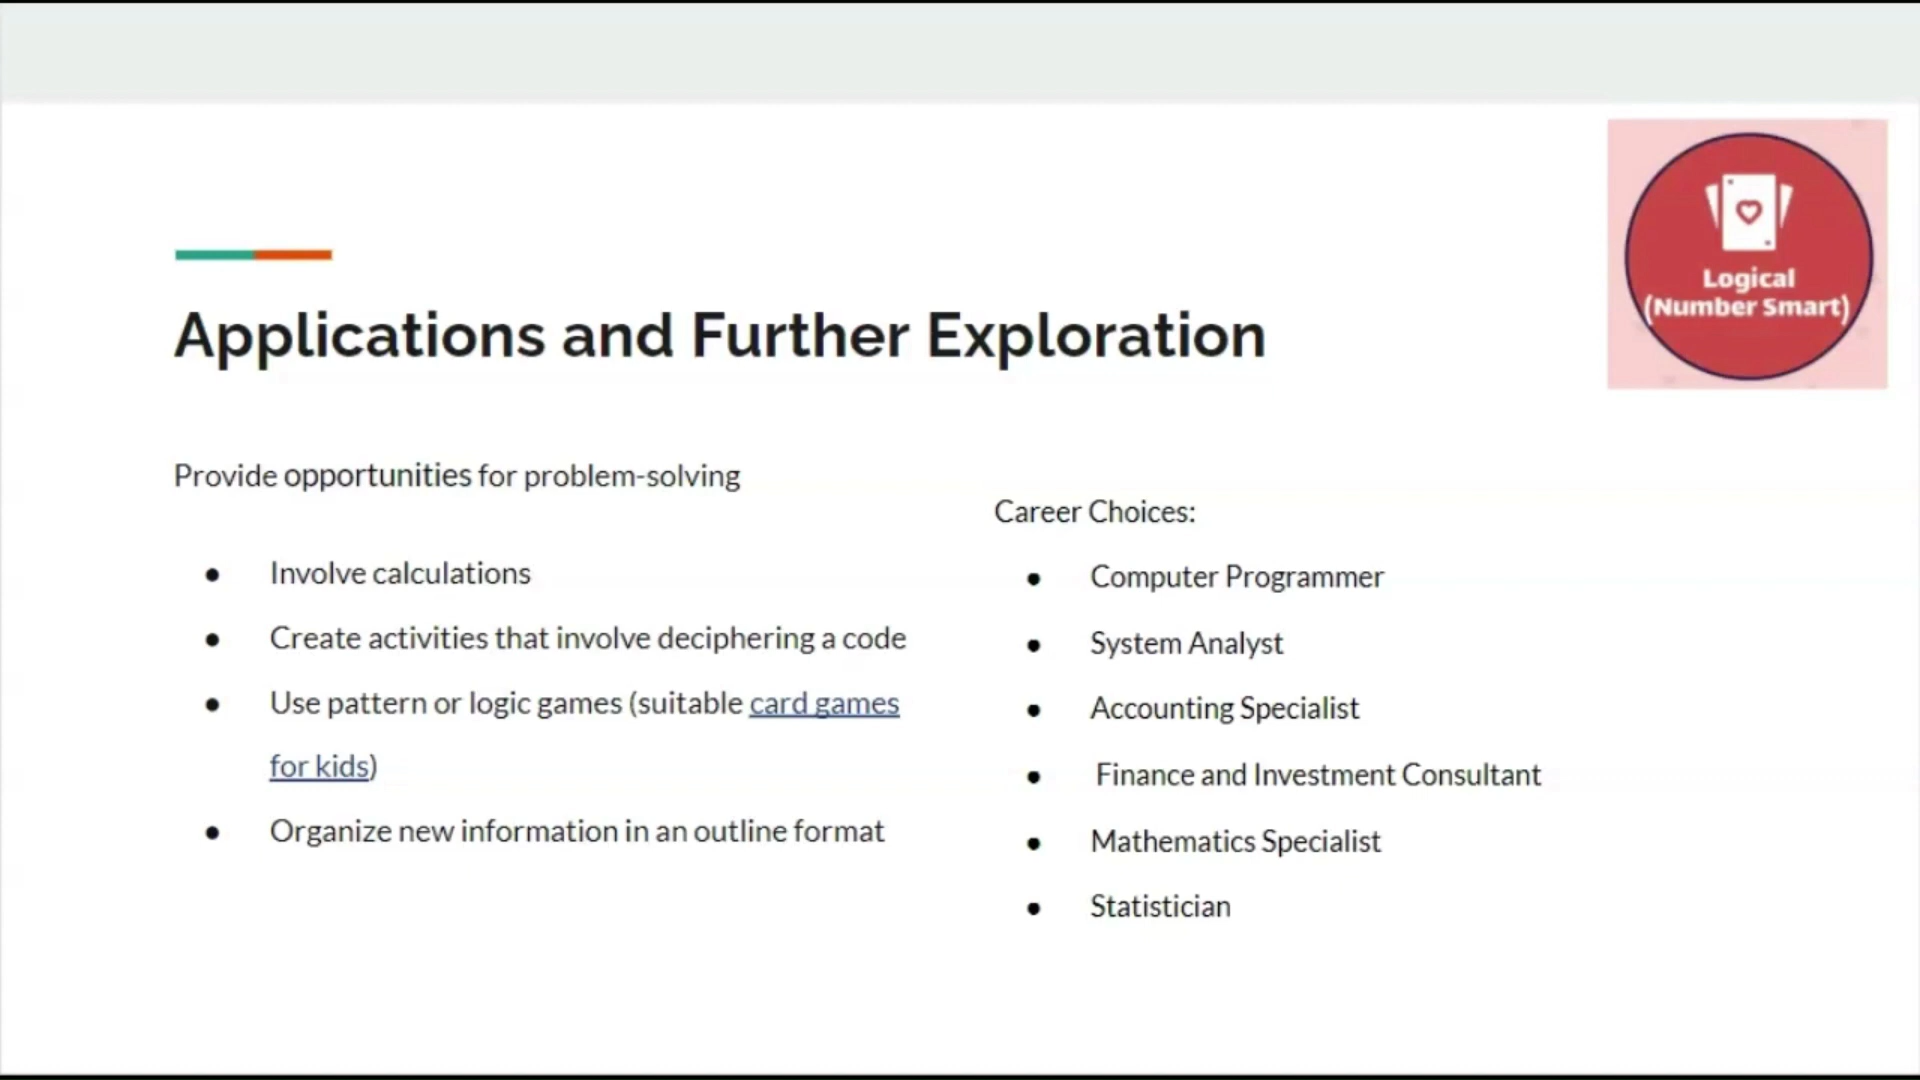 Logical
(Number Smart)
Applications and Further Exploration
Provide opportunities for problem-solving
● Involve calculations
● Create activities that involve deciphering a code
● Use pattern or logic games (suitable card games
for kids)
● Organize new information in an outline format
Career Choices:
● Computer Programmer
● System Analyst
● Accounting Specialist
● Finance and Investment Consultant
● Mathematics Specialist
● Statistician